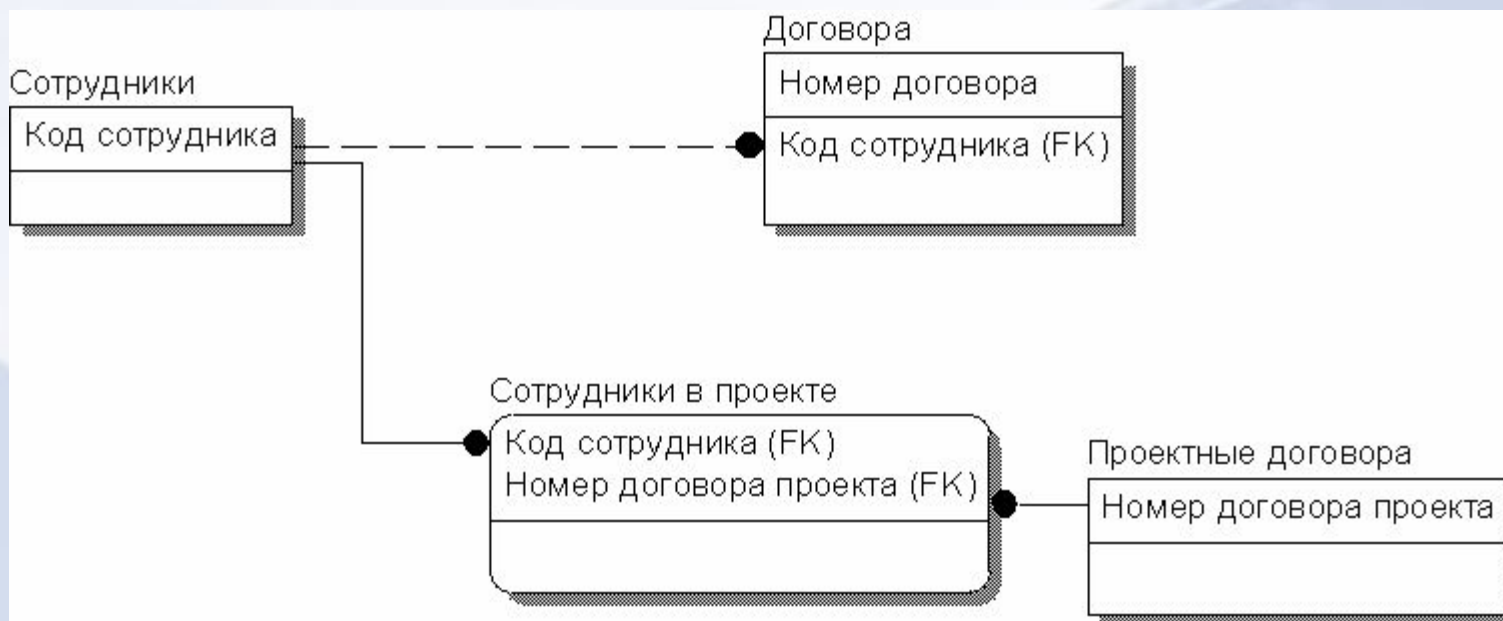 Договора
Номер договора
Код сотрудника (FK)
Сотрудники
Код сотрудника
Сотрудники в проекте
Код сотрудника (FK)
Номер договора проекта (FK)
Проектные договора
Номер договора проекта